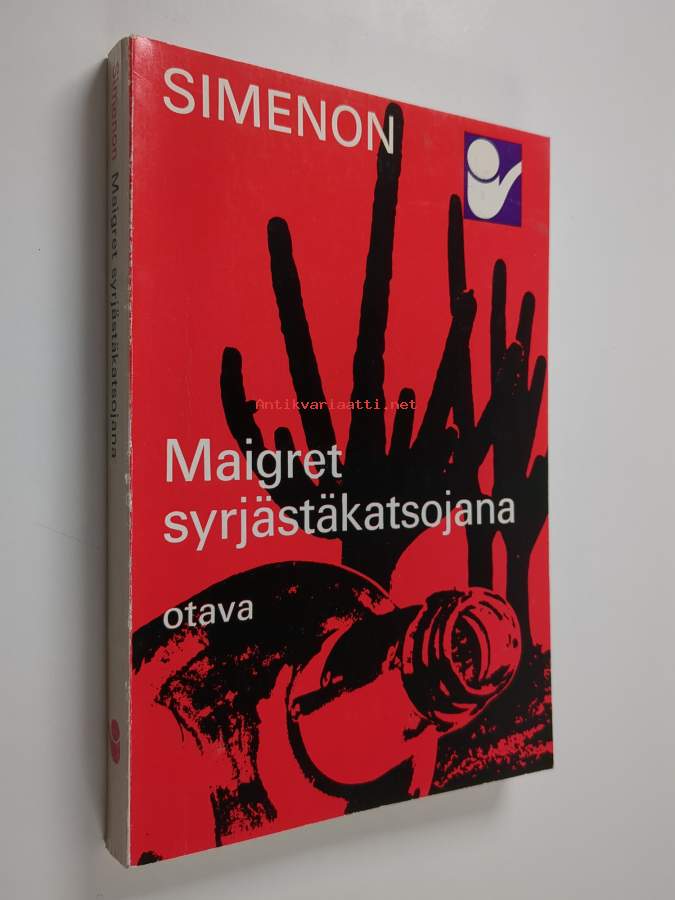 SIMENON
Maigret
syrjästäkatsojana
otava
Simenon Maigret syrjästäkatsojana
Antikvariaatti.net